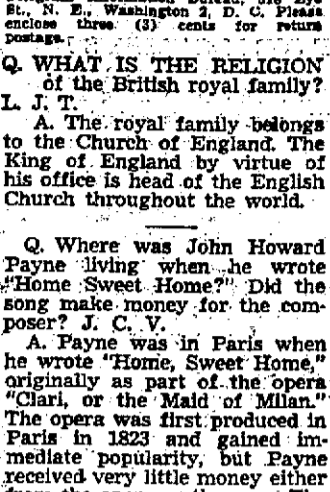 St., N. E., Washington 2, D. C. Please
enclose three (3) cents for return
postage.
Q. WHAT IS THE RELIGION
of the British royal family?
L. J. T.
A. The royal family belongs
to the Church of England. The
King of England by virtue of
his office is head of the English
Church throughout the world.
Q. Where was John Howard
Payne living when he wrote
"Home Sweet Home?" Did the
song make money for the com-
poser? J. C. V.
A. Payne was in Paris when
he wrote "Home, Sweet Home,"
originally as part of the opera
"Clari, or the Maid of Milan."
The opera was first produced in
Paris in 1823 and gained im-
mediate popularity, but Payne
received very little money either